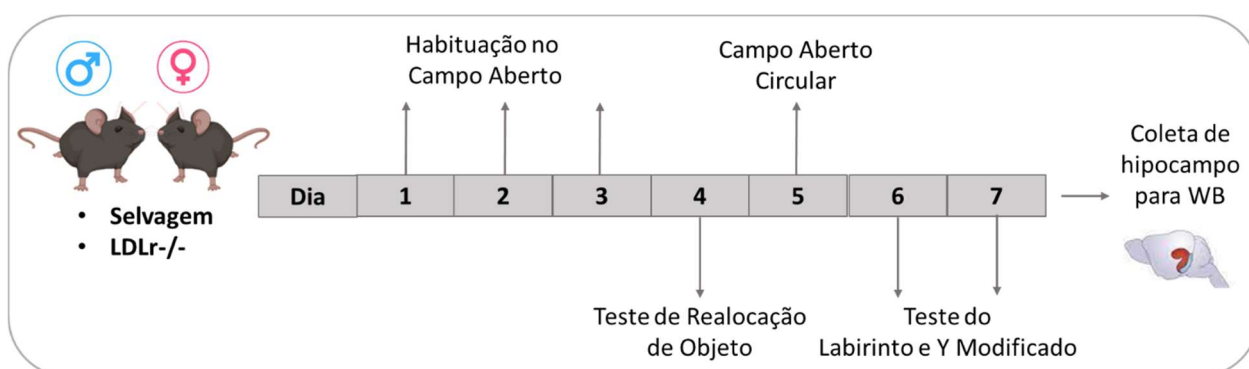 Habituação no
Campo Aberto
Campo Aberto
Circular
Coleta de
hipocampo
para WB
Dia 1 2 3 4 5 6 7
• Selvagem
• LDLr-/-
Teste de Realocação
de Objeto
Teste do
Labirinto e Y Modificado